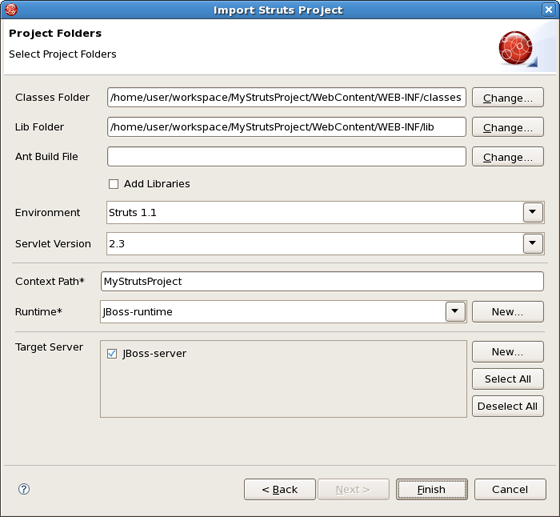 Import Struts Project
Project Folders
Select Project Folders
Classes Folder /home/user/workspace/MyStrutsProject/WebContent/WEB-INF/classes Change...
Lib Folder /home/user/workspace/MyStrutsProject/WebContent/WEB-INF/lib Change...
Ant Build File Change...
Add Libraries
Environment Struts 1.1
Servlet Version 2.3
Context Path* MyStrutsProject
Runtime* JBoss-runtime New...
Target Server JBoss-server New...
Select All
Deselect All
? < Back Next > Finish Cancel